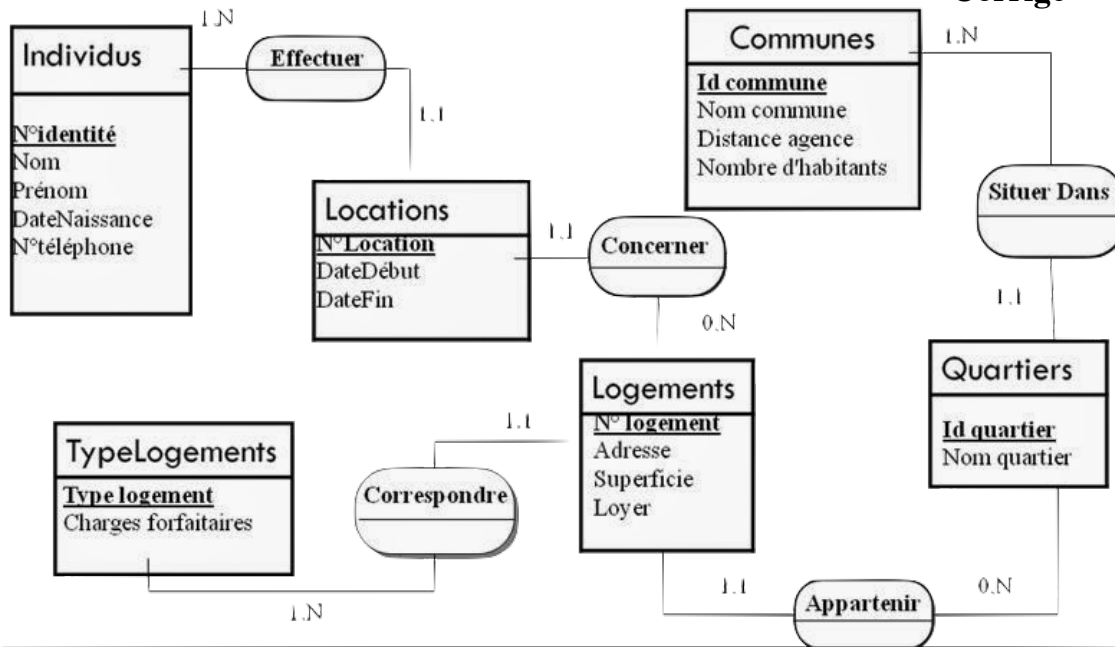 Individus
N°identité
Nom
Prénom
DateNaissance
N°téléphone
1.N
Effectuer
1.1
Locations
N°Location
DateDébut
DateFin
1.1
Concerner
0.N
Communes
Id commune
Nom commune
Distance agence
Nombre d'habitants
1.N
Situer Dans
1.1
Quartiers
Id quartier
Nom quartier
Logements
N° logement
Adresse
Superficie
Loyer
1.1
Correspondre
1.N
TypeLogements
Type logement
Charges forfaitaires
1.1
Appartenir
0.N